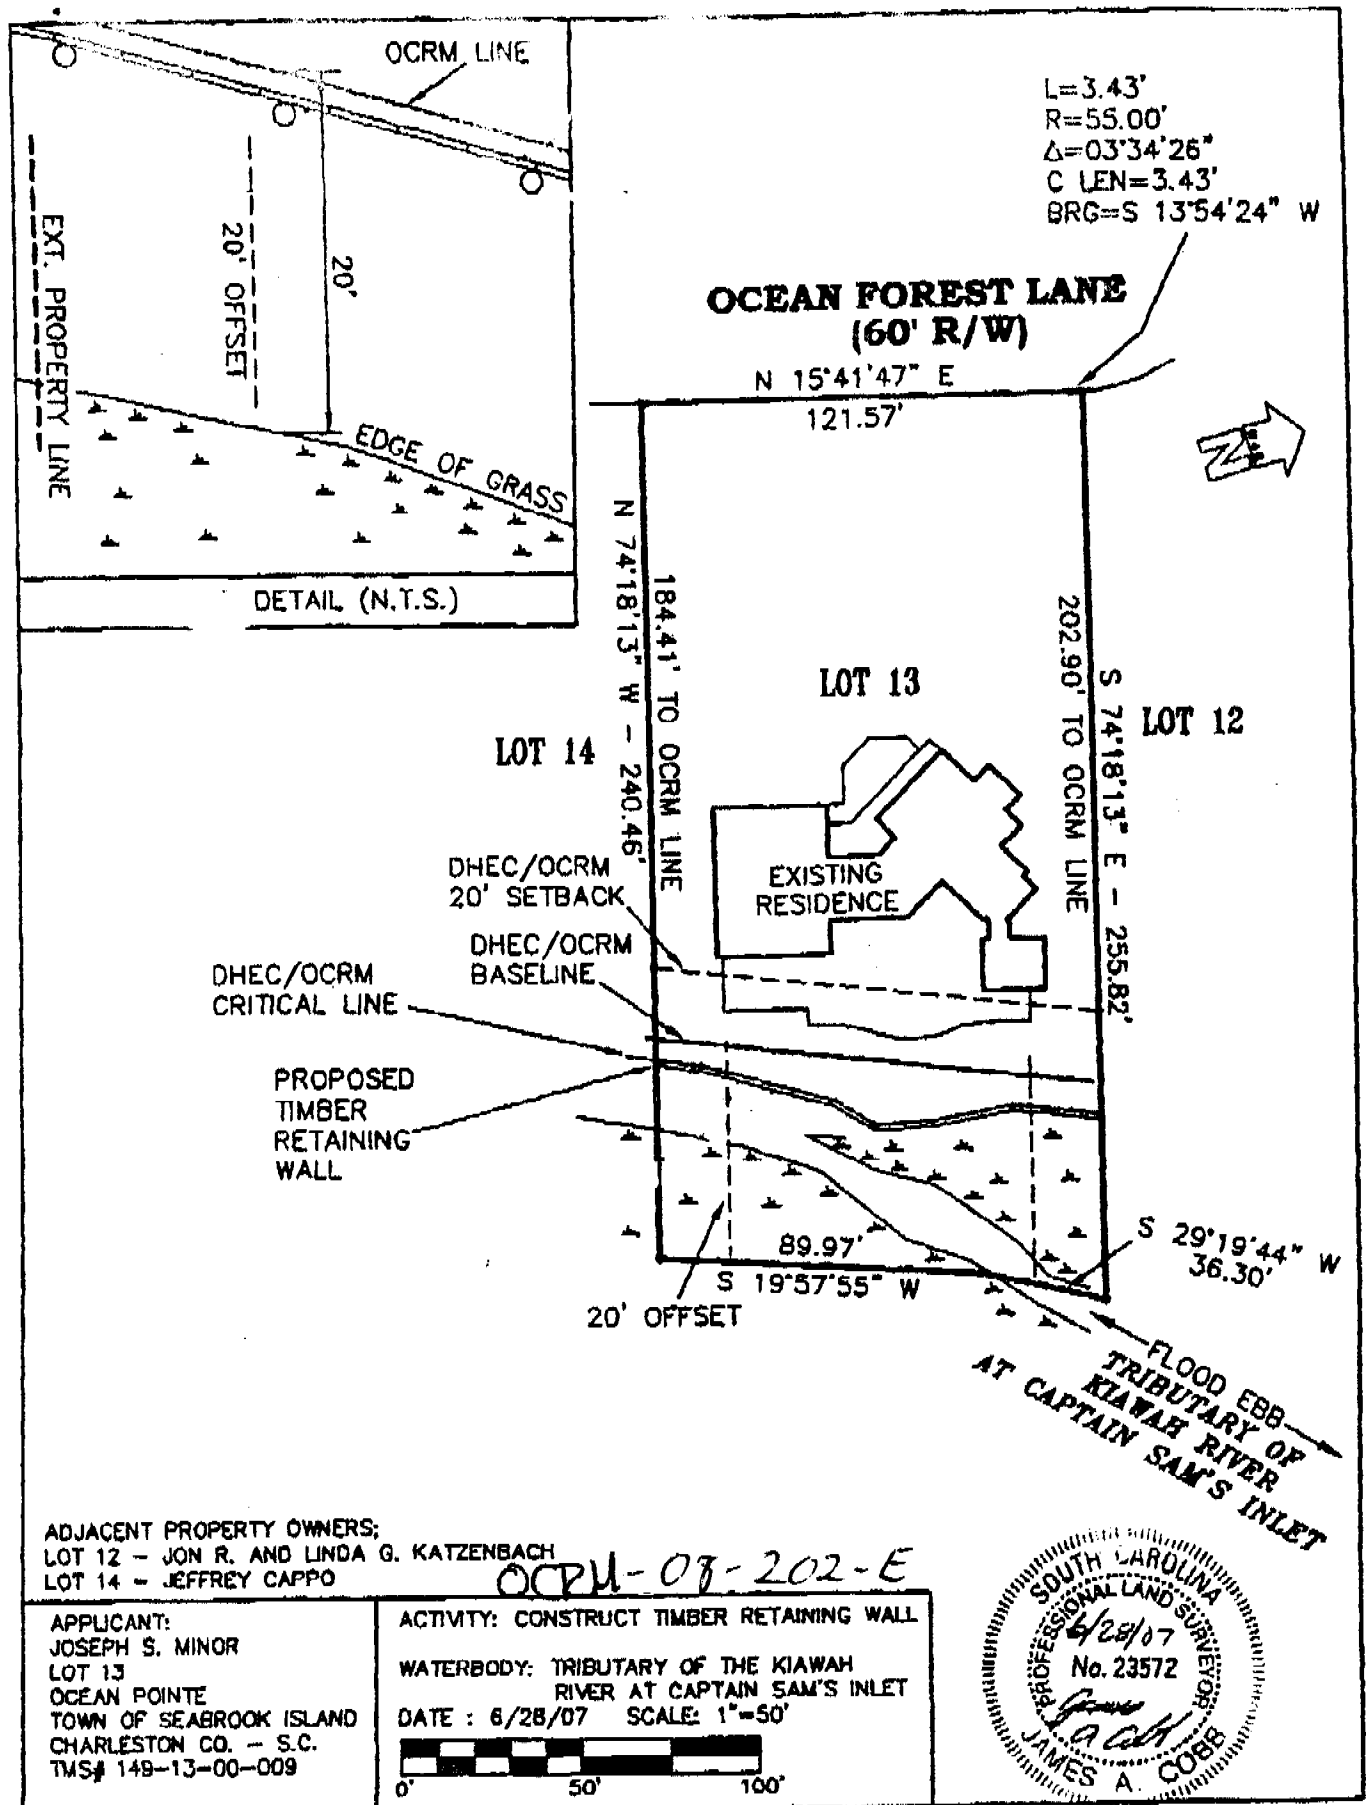 OCRM LINE
20'
20' OFFSET
EXT. PROPERTY LINE
EDGE OF GRASS
DETAIL (N.T.S.)
L=3.43'
R=55.00'
Δ=03°34'26"
C LEN=3.43'
BRG=S 13°54'24" W
OCEAN FOREST LANE
(60' R/W)
N 15°41'47" E
121.57'
N
N 74°18'13" W - 240.46'
184.41' TO OCRM LINE
202.90' TO OCRM LINE
S 74°18'13" E - 255.82'
LOT 13
LOT 12
LOT 14
EXISTING
RESIDENCE
DHEC/OCRM
20' SETBACK
DHEC/OCRM
BASELINE
DHEC/OCRM
CRITICAL LINE
PROPOSED
TIMBER
RETAINING
WALL
89.97'
S 19°57'55" W
20' OFFSET
S 29°19'44" W
36.30'
FLOOD EBB
TRIBUTARY OF
KIAWAH RIVER
AT CAPTAIN SAM'S INLET
ADJACENT PROPERTY OWNERS;
LOT 12 - JON R. AND LINDA G. KATZENBACH
LOT 14 - JEFFREY CAPPO
OCRM-08-202-E
APPLICANT:
JOSEPH S. MINOR
LOT 13
OCEAN POINTE
TOWN OF SEABROOK ISLAND
CHARLESTON CO. - S.C.
TMS# 149-13-00-009
ACTIVITY: CONSTRUCT TIMBER RETAINING WALL
WATERBODY: TRIBUTARY OF THE KIAWAH
RIVER AT CAPTAIN SAM'S INLET
DATE : 6/28/07 SCALE: 1"=50'
0' 50' 100'
SOUTH CAROLINA
PROFESSIONAL LAND SURVEYOR
6/28/07
No. 23572
James A. Cobb
JAMES A. COBB